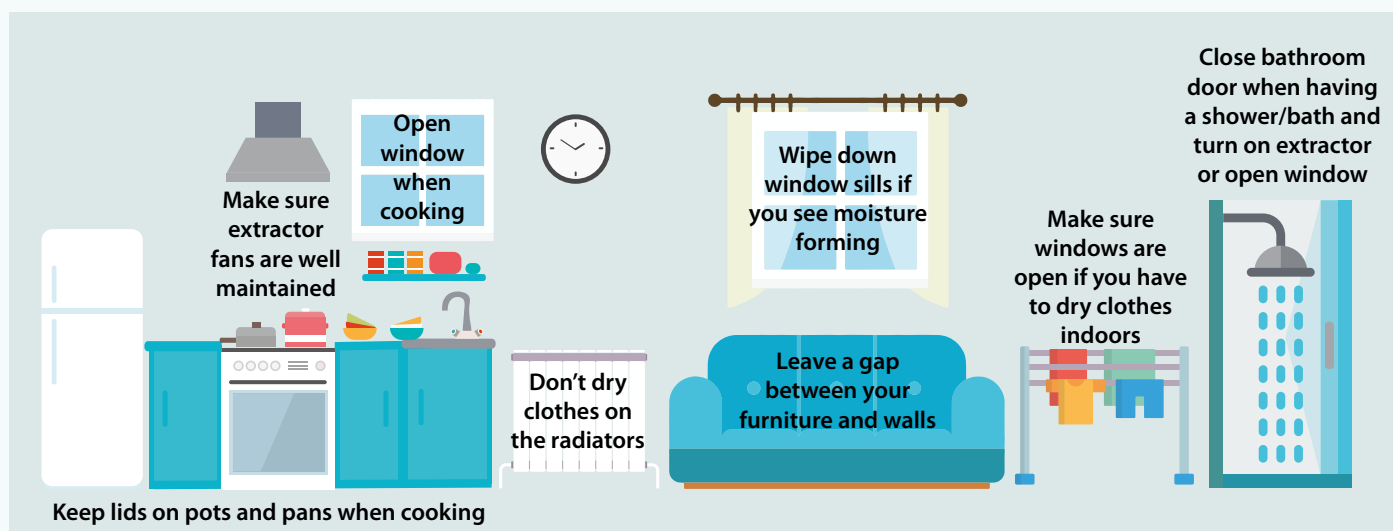 Make sure
extractor
fans are well
maintained
Open
window
when
cooking
Keep lids on pots and pans when cooking
Don’t dry
clothes on
the radiators
Wipe down
window sills if
you see moisture
forming
Leave a gap
between your
furniture and walls
Make sure
windows are
open if you have
to dry clothes
indoors
Close bathroom
door when having
a shower/bath and
turn on extractor
or open window